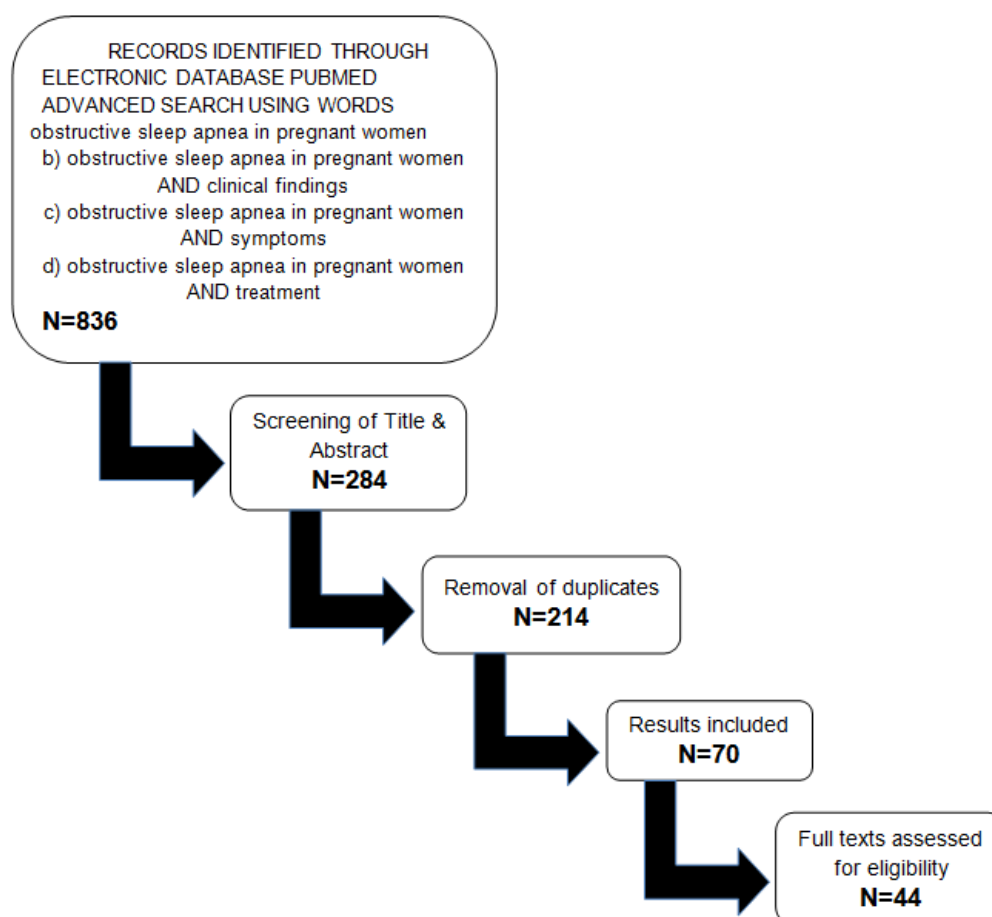 RECORDS IDENTIFIED THROUGH
ELECTRONIC DATABASE PUBMED
ADVANCED SEARCH USING WORDS
obstructive sleep apnea in pregnant women
b) obstructive sleep apnea in pregnant women
AND clinical findings
c) obstructive sleep apnea in pregnant women
AND symptoms
d) obstructive sleep apnea in pregnant women
AND treatment
N=836
Screening of Title &
Abstract
N=284
Removal of duplicates
N=214
Results included
N=70
Full texts assessed
for eligibility
N=44